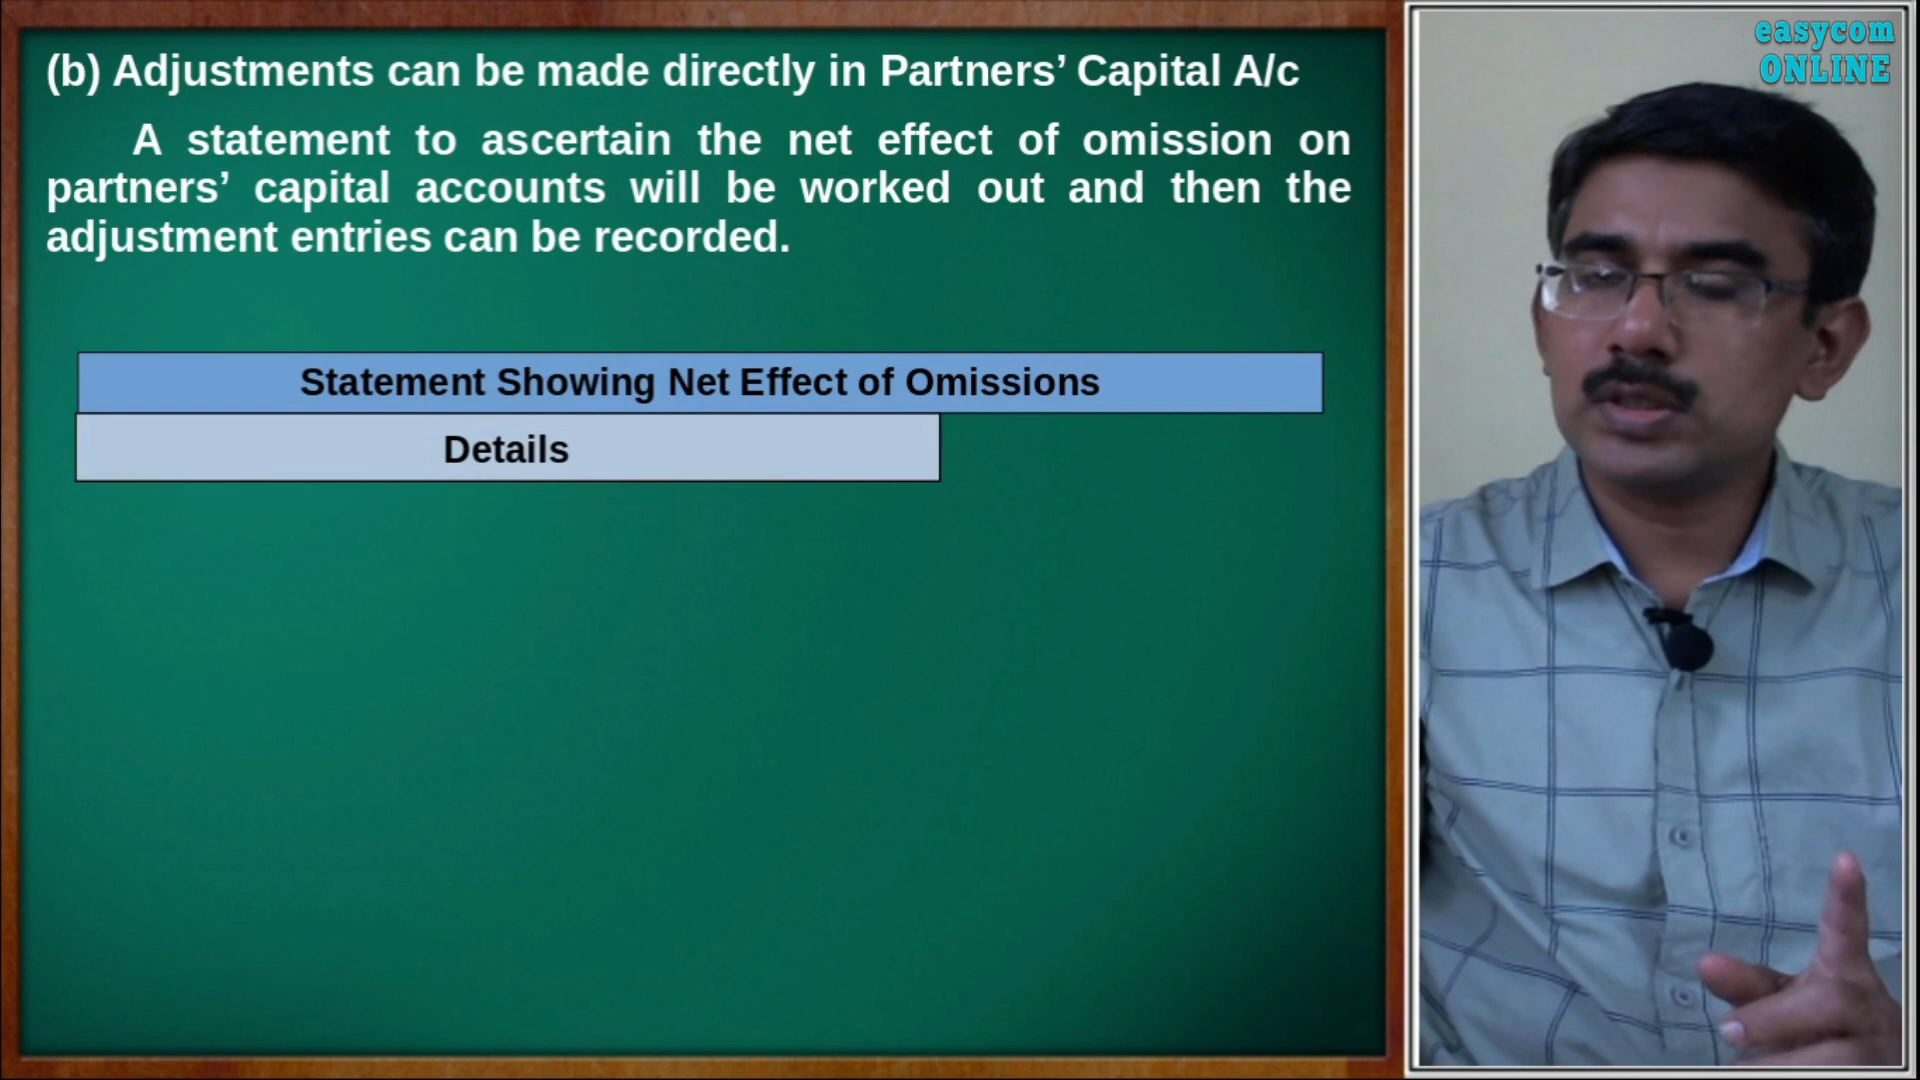 (b) Adjustments can be made directly in Partners’ Capital A/c
A statement to ascertain the net effect of omission on
partners’ capital accounts will be worked out and then the
adjustment entries can be recorded.
Statement Showing Net Effect of Omissions
Details
easycom
ONLINE